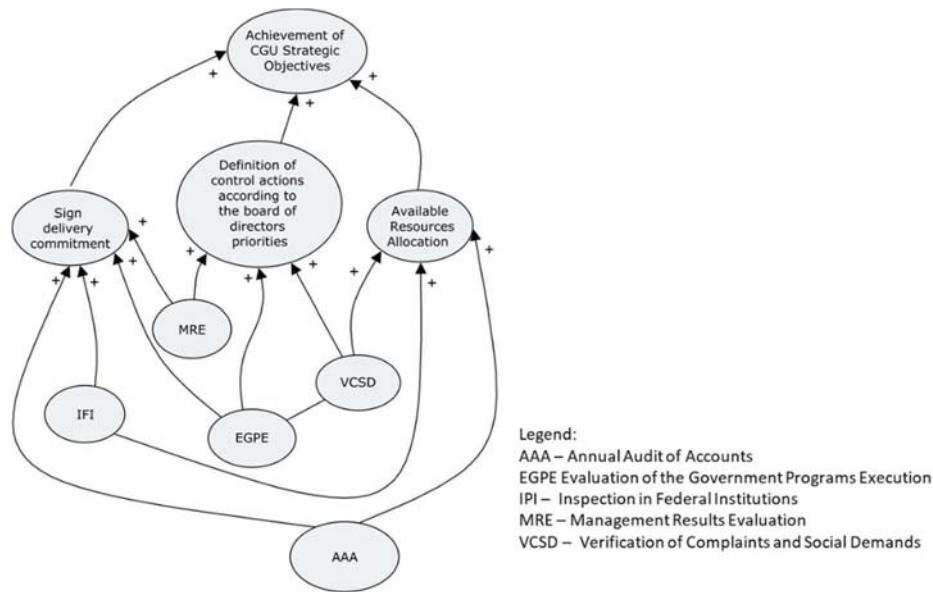 Achievement of
CGU Strategic
Objectives
+
+
+
Definition of
control actions
according to
the board of
directors
priorities
Sign
delivery
commitment
Available
Resources
Allocation
+
+
+
+
+
+
+
+
+
+
MRE
VCSD
IFI
EGPE
AAA
Legend:
AAA – Annual Audit of Accounts
EGPE Evaluation of the Government Programs Execution
IPI – Inspection in Federal Institutions
MRE – Management Results Evaluation
VCSD – Verification of Complaints and Social Demands